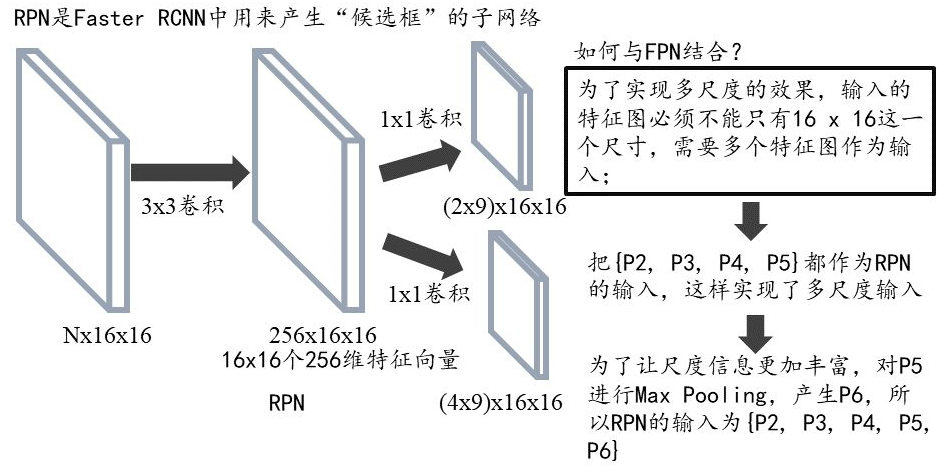 RPN是Faster RCNN中用来产生“候选框”的子网络
3x3卷积
1x1卷积
1x1卷积
(2x9)x16x16
Nx16x16
256x16x16
16x16个256维特征向量
RPN
(4x9)x16x16
如何与FPN结合？
为了实现多尺度的效果，输入的
特征图必须不能只有16 x 16这一
个尺寸，需要多个特征图作为输
入；
把{P2, P3, P4, P5}都作为RPN
的输入，这样实现了多尺度输入
为了让尺度信息更加丰富，对P5
进行Max Pooling，产生P6，所
以RPN的输入为{P2, P3, P4, P5,
P6}